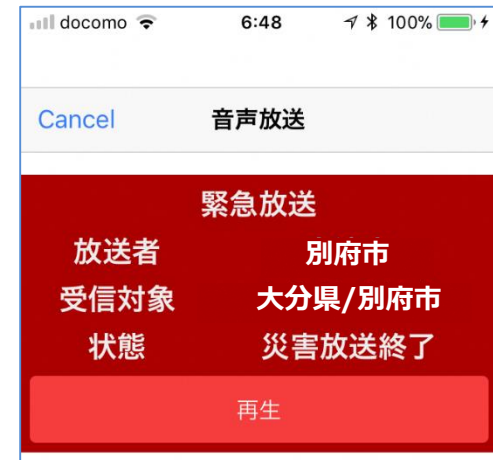 docomo 6:48 100%
Cancel 音声放送
緊急放送
放送者 別府市
受信対象 大分県/別府市
状態 災害放送終了
再生